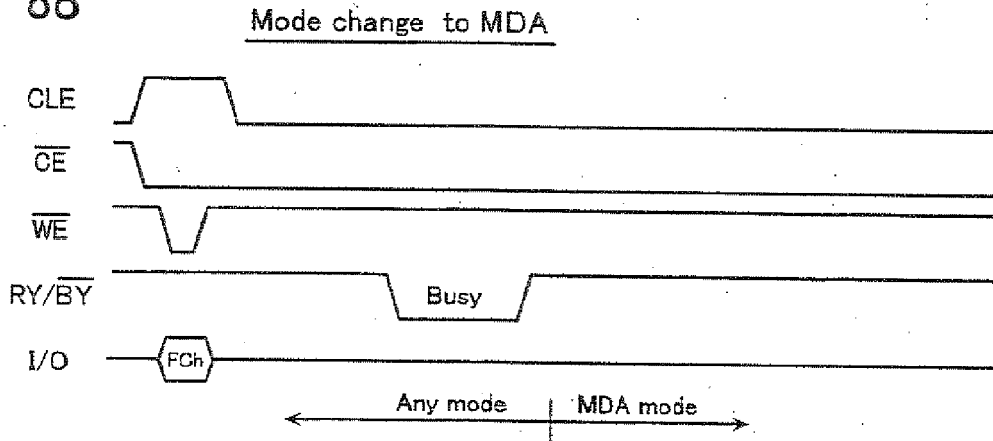 Mode change to MDA
CLE
CE
WE
RY/BY
Busy
I/O
FCh
Any mode
MDA mode